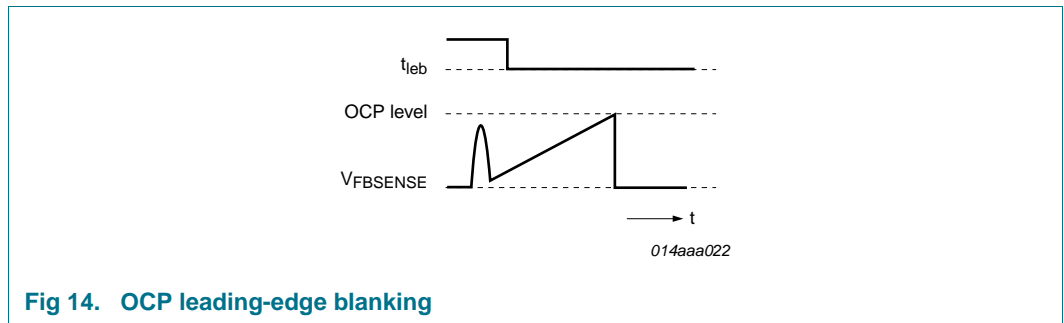 tleb
OCP level
VFBSENSE
t
014aaa022
Fig 14. OCP leading-edge blanking